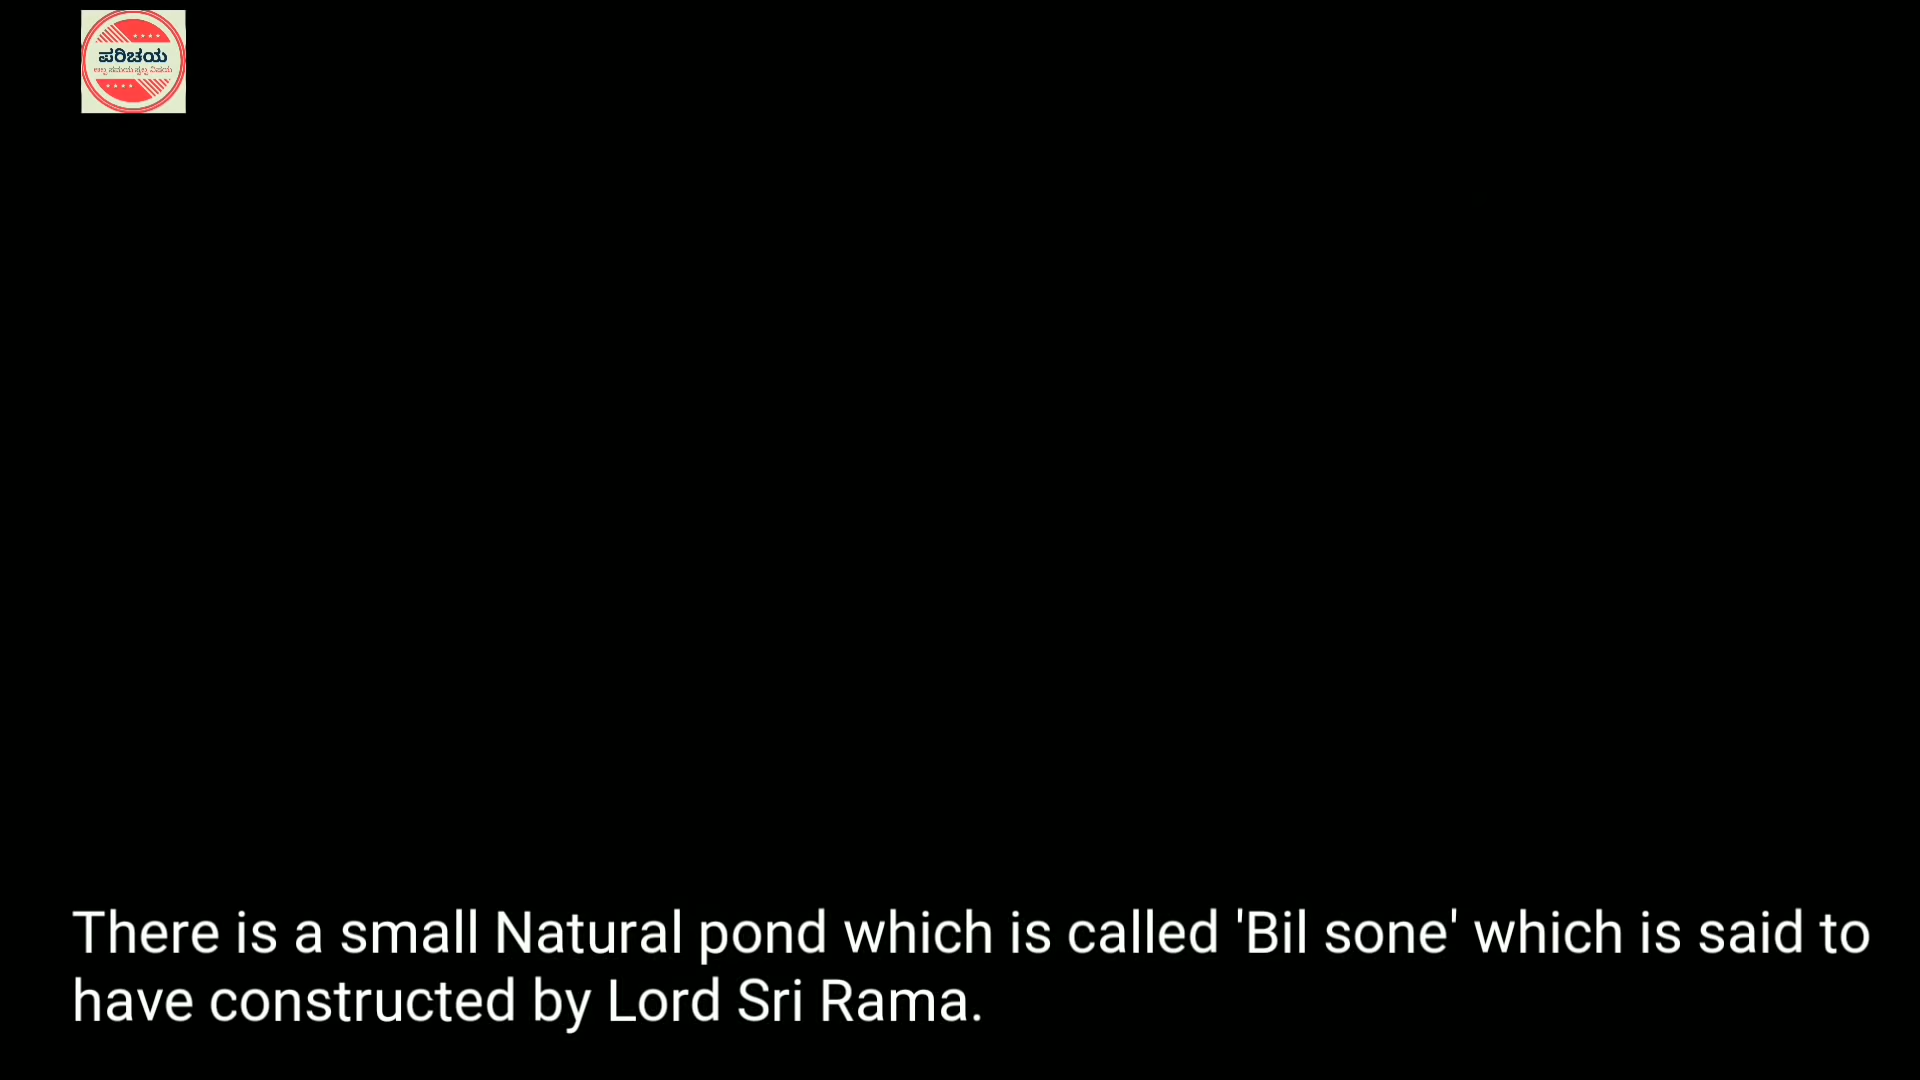 ಪರಿಚಯ
There is a small Natural pond which is called 'Bil sone' which is said to
have constructed by Lord Sri Rama.